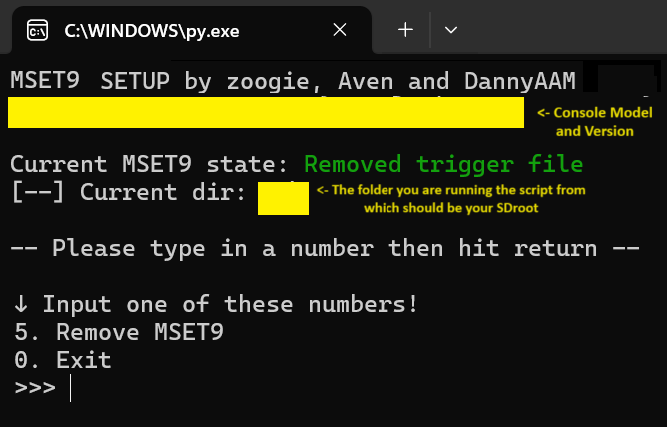 C:\WINDOWS\py.exe
MSET9 SETUP by zoogie, Aven and DannyAAM
<- Console Model
and Version
Current MSET9 state: Removed trigger file
[--] Current dir:
<- The folder you are running the script from
which should be your SDroot
-- Please type in a number then hit return --
↓ Input one of these numbers!
5. Remove MSET9
0. Exit
>>>